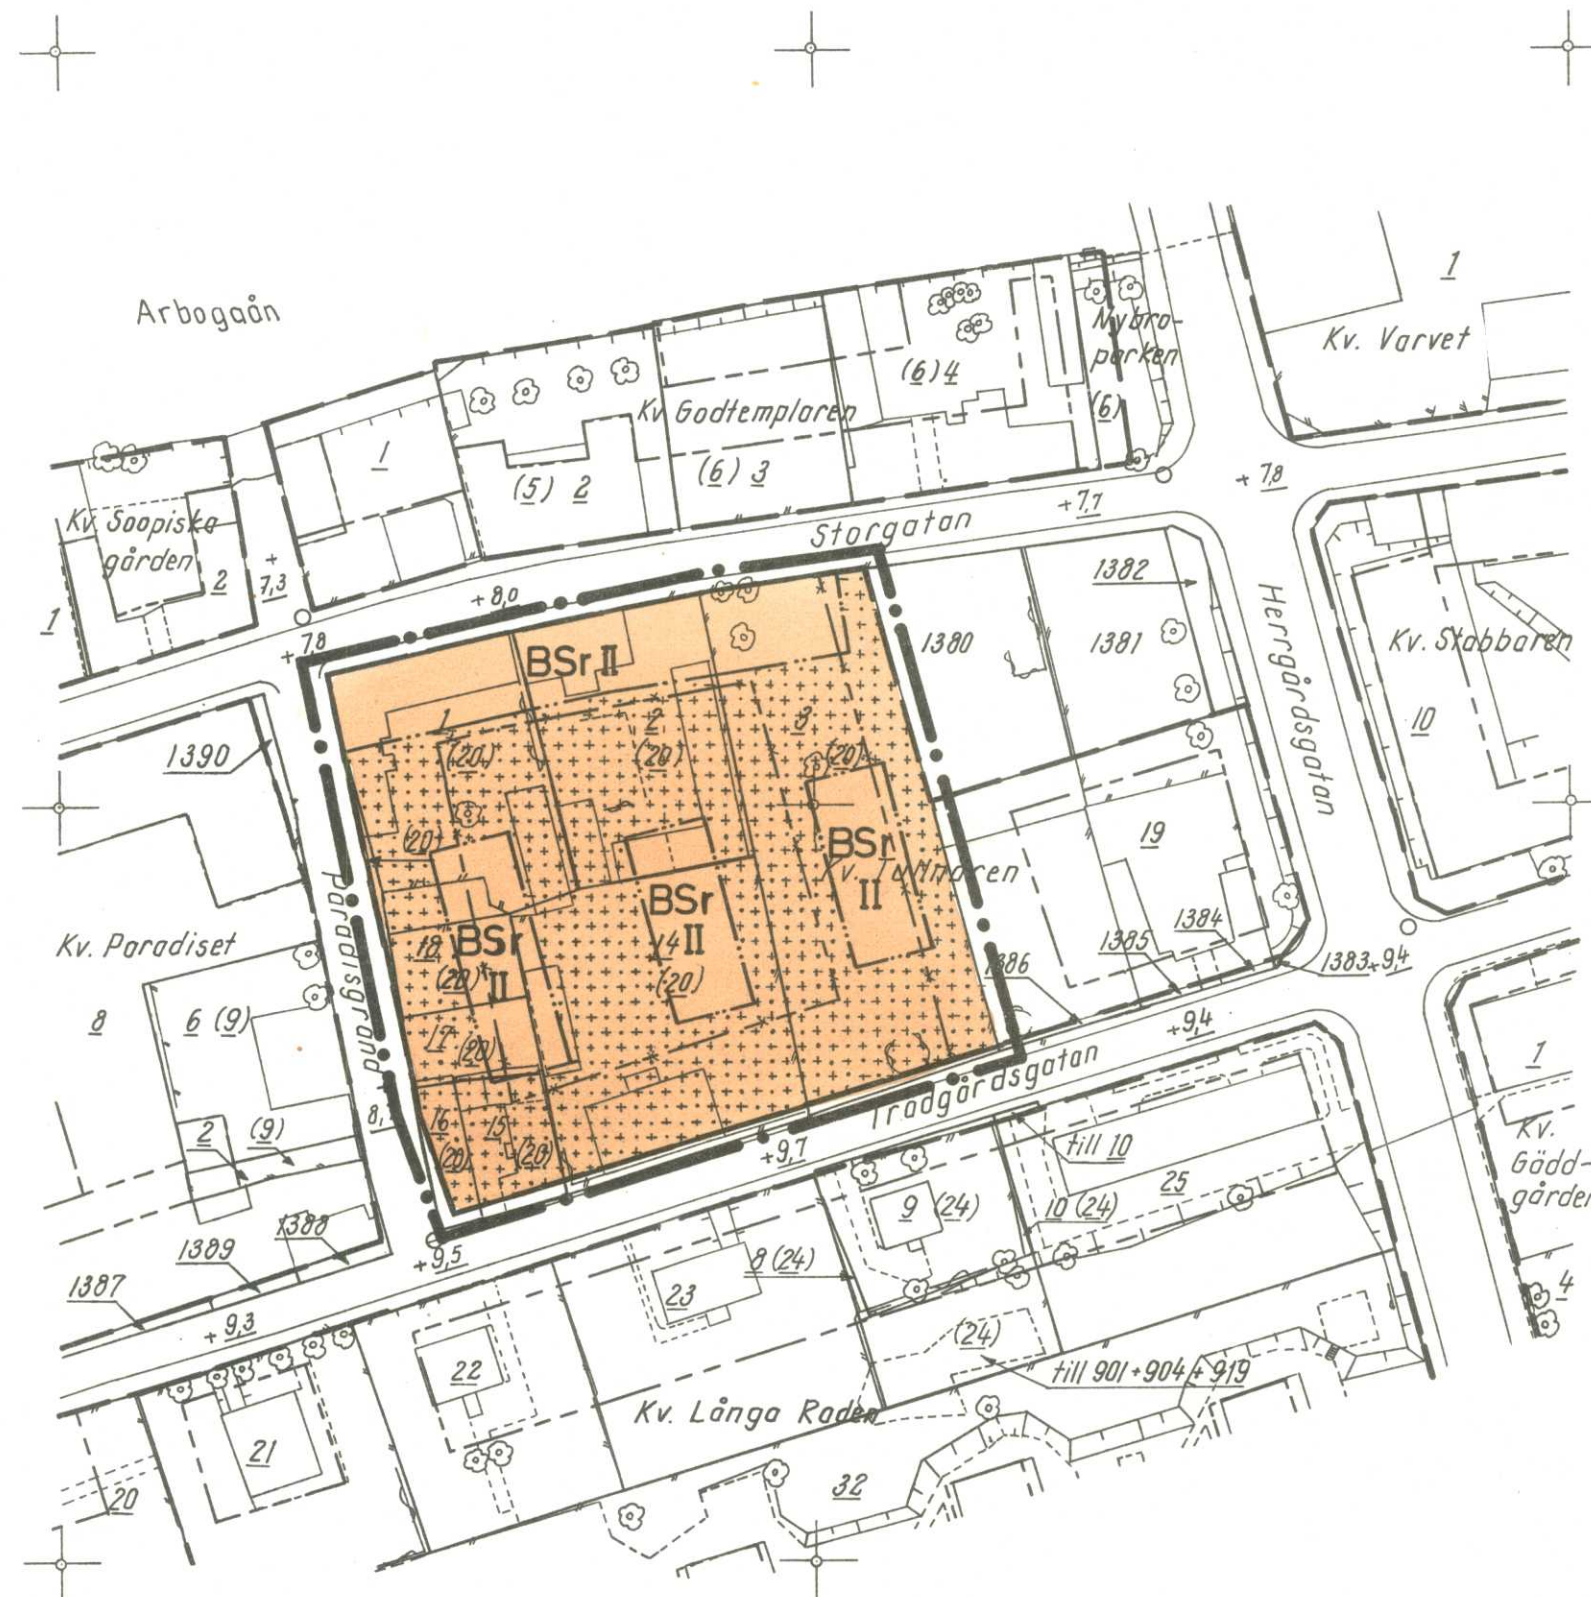 Arbogaån
1
Kv. Varvet
Nybro-
parken
(6) 4
(6)
Kv Godtemplaren
1
(5) 2
(6) 3
+ 7,8
+7,7
Storgatan
Kv. Soopiska
gården
2
+
7,3
1
+8,0
+7,8
1382
1380
1381
Herrgårdsgatan
Kv. Stabbaren
10
BSr II
1
(20)
2
(20)
3
(20)
1390
(20)
19
BSr
II
Kv. Tunnaren
BSr
II
14
(20)
BSr
II
18
(20)
Paradisgränd
Kv. Paradiset
1384
1385
1386
1383+9,4
8
6 (9)
17
(20)
+9,4
1
Trädgårdsgatan
2
(9)
8,
16
(20)
15
(20)
+9,7
till 10
Kv.
Gädd-
gården
25
9 (24)
10 (24)
1388
1389
8 (24)
+9,5
1387
23
4
+9,3
(24)
22
till 901+904+919
Kv. Långa Raden
21
32
20